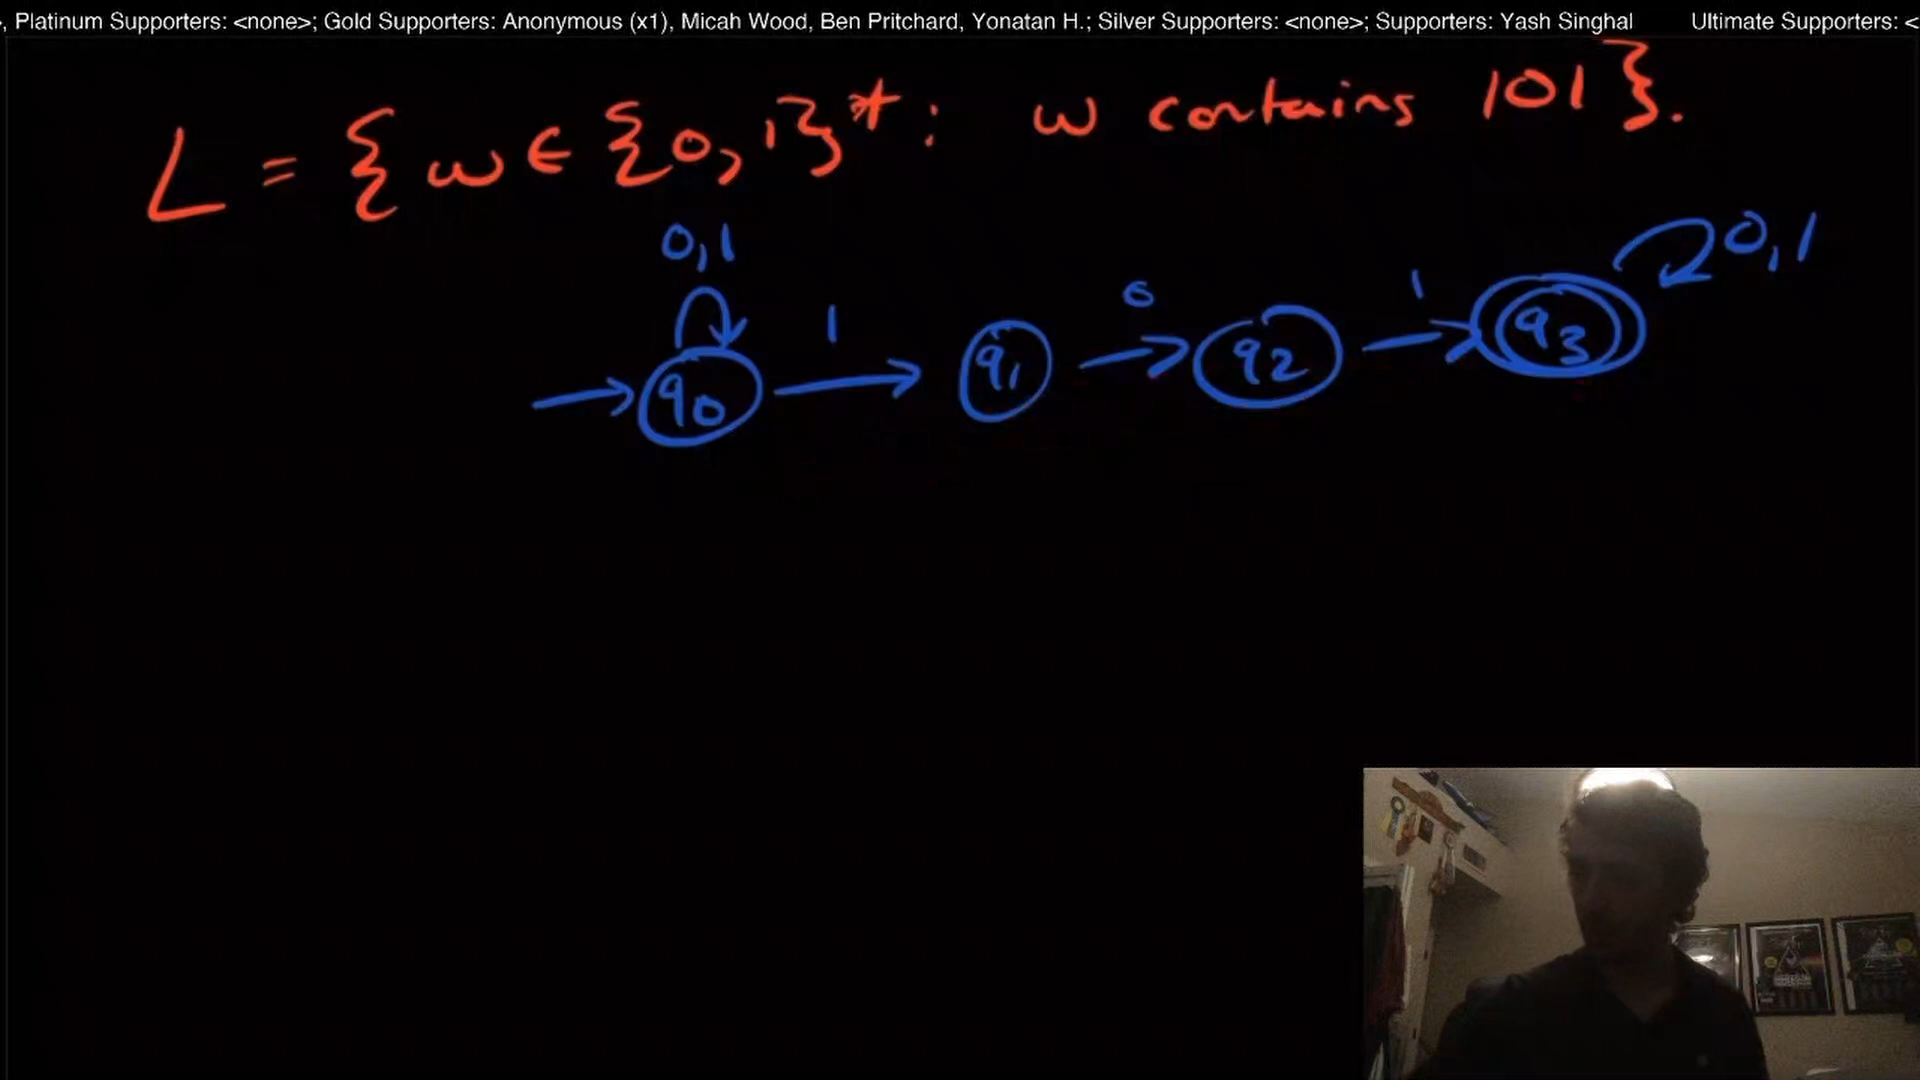 , Platinum Supporters: <none>; Gold Supporters: Anonymous (x1), Micah Wood, Ben Pritchard, Yonatan H.; Silver Supporters: <none>; Supporters: Yash Singhal Ultimate Supporters: <
L = { w ∈ {0,1}* : w contains 101 }.
0,1
1
0
1
0,1
q0
q1
q2
q3